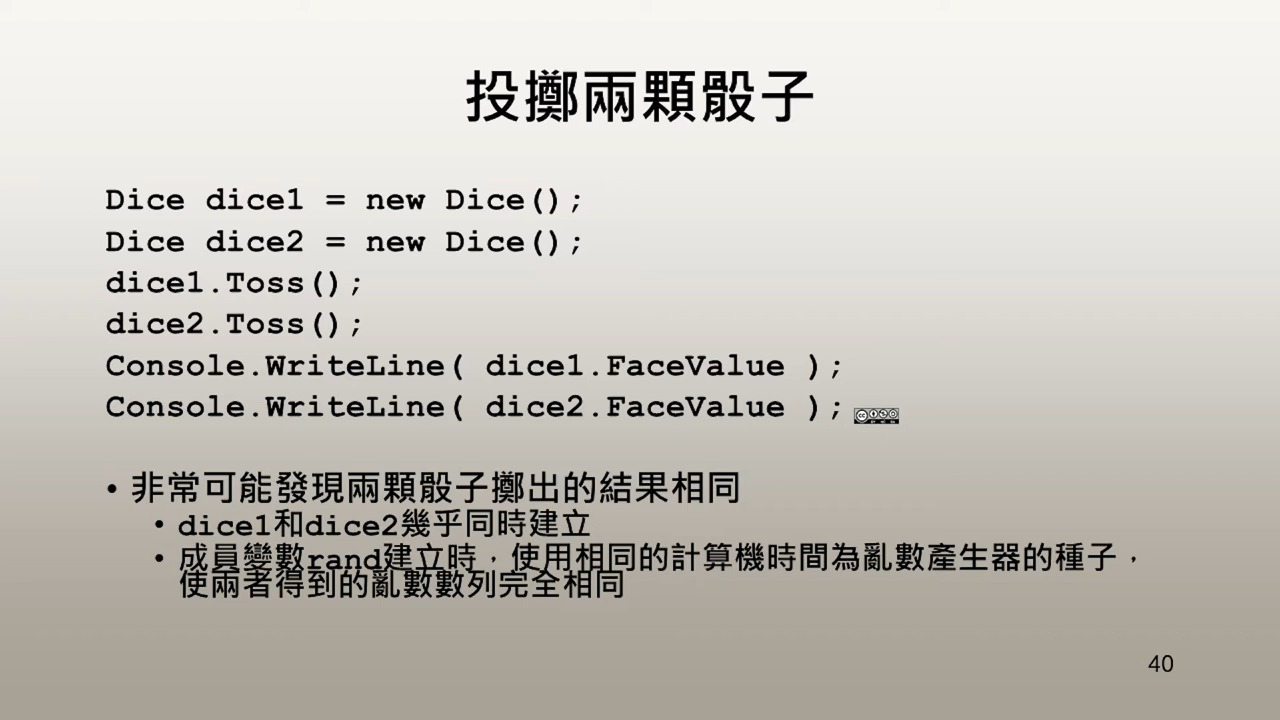 投擲兩顆骰子
Dice dice1 = new Dice();
Dice dice2 = new Dice();
dice1.Toss();
dice2.Toss();
Console.WriteLine( dice1.FaceValue );
Console.WriteLine( dice2.FaceValue );
• 非常可能發現兩顆骰子擲出的結果相同
• dice1和dice2幾乎同時建立
• 成員變數rand建立時，使用相同的計算機時間為亂數產生器的種子，
使兩者得到的亂數數列完全相同
40